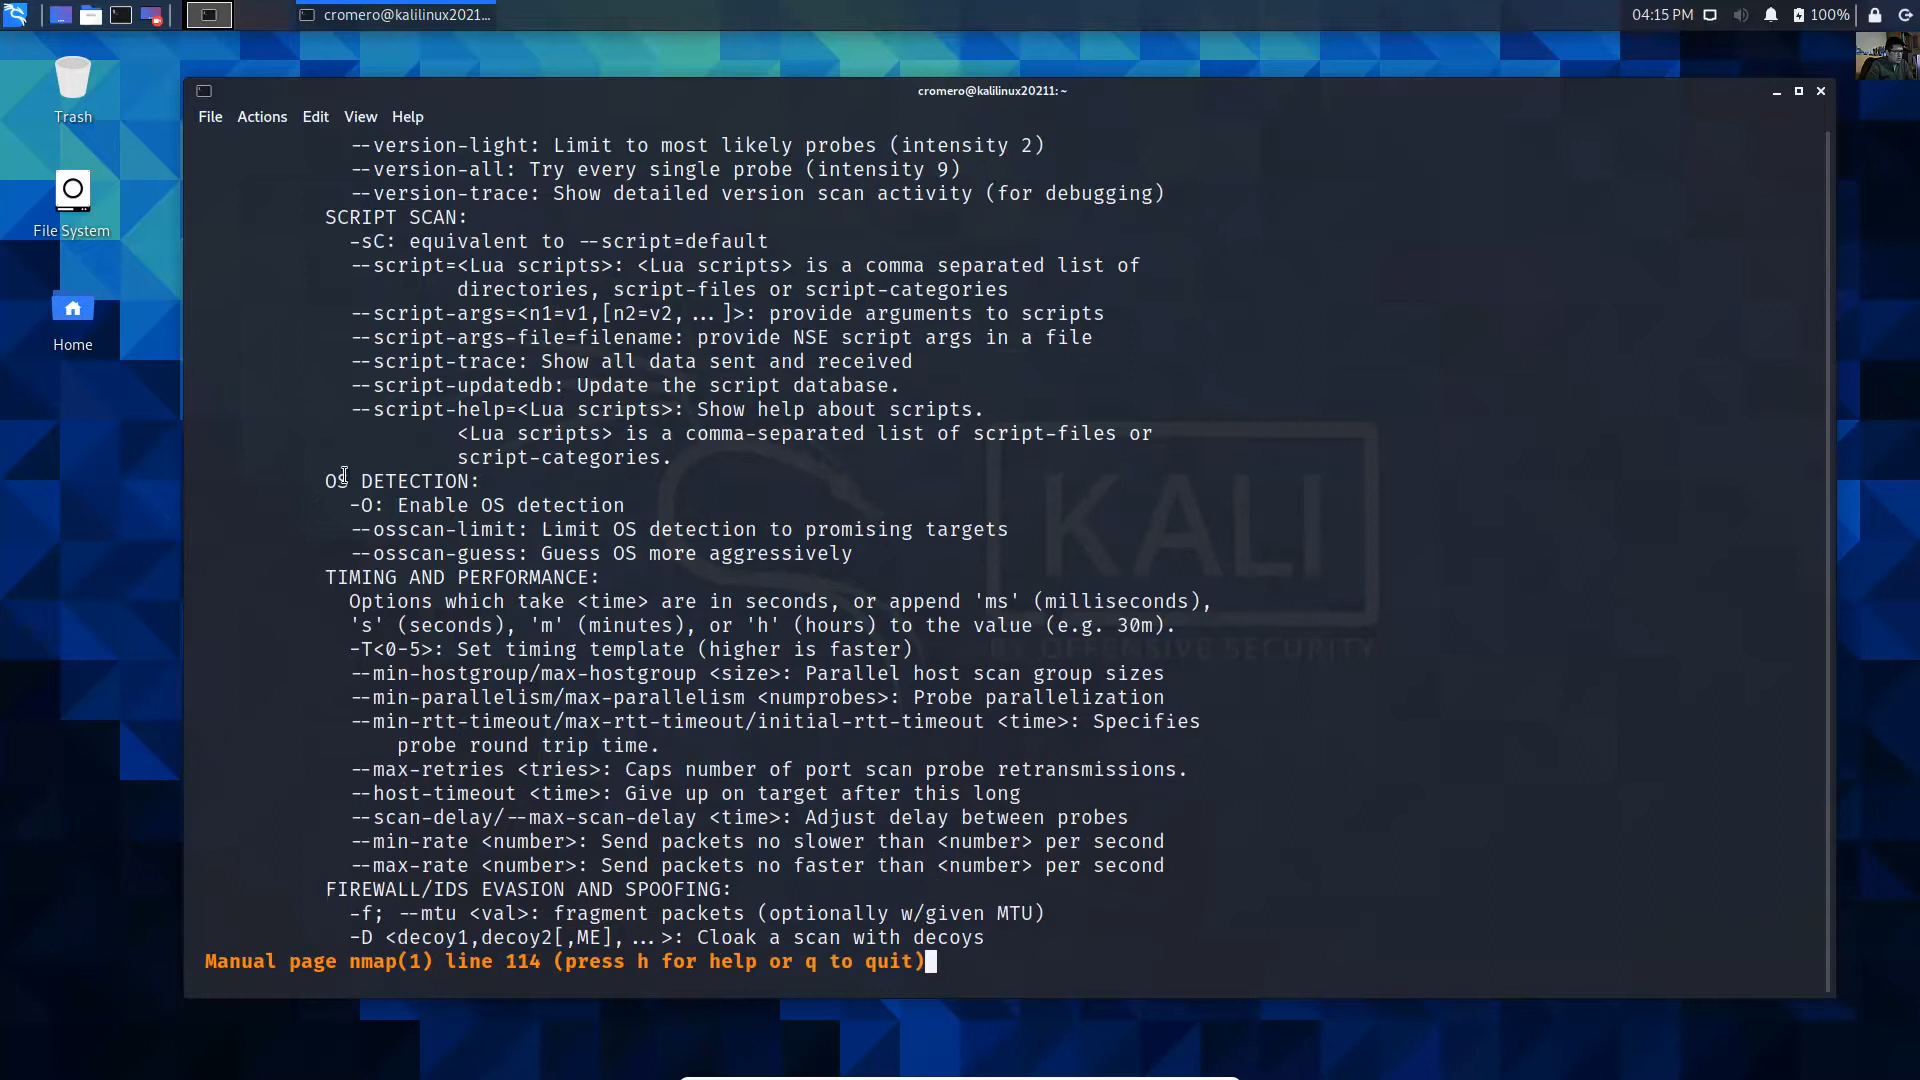 cromero@kalilinux2021...
04:15 PM
100%
Trash
File System
Home
cromero@kalilinux20211: ~
File Actions Edit View Help
--version-light: Limit to most likely probes (intensity 2)
--version-all: Try every single probe (intensity 9)
--version-trace: Show detailed version scan activity (for debugging)
SCRIPT SCAN:
-sC: equivalent to --script=default
--script=<Lua scripts>: <Lua scripts> is a comma separated list of
directories, script-files or script-categories
--script-args=<n1=v1,[n2=v2,...]>: provide arguments to scripts
--script-args-file=filename: provide NSE script args in a file
--script-trace: Show all data sent and received
--script-updatedb: Update the script database.
--script-help=<Lua scripts>: Show help about scripts.
<Lua scripts> is a comma-separated list of script-files or
script-categories.
OS DETECTION:
-O: Enable OS detection
--osscan-limit: Limit OS detection to promising targets
--osscan-guess: Guess OS more aggressively
TIMING AND PERFORMANCE:
Options which take <time> are in seconds, or append 'ms' (milliseconds),
's' (seconds), 'm' (minutes), or 'h' (hours) to the value (e.g. 30m).
-T<0-5>: Set timing template (higher is faster)
--min-hostgroup/max-hostgroup <size>: Parallel host scan group sizes
--min-parallelism/max-parallelism <numprobes>: Probe parallelization
--min-rtt-timeout/max-rtt-timeout/initial-rtt-timeout <time>: Specifies
probe round trip time.
--max-retries <tries>: Caps number of port scan probe retransmissions.
--host-timeout <time>: Give up on target after this long
--scan-delay/--max-scan-delay <time>: Adjust delay between probes
--min-rate <number>: Send packets no slower than <number> per second
--max-rate <number>: Send packets no faster than <number> per second
FIREWALL/IDS EVASION AND SPOOFING:
-f; --mtu <val>: fragment packets (optionally w/given MTU)
-D <decoy1,decoy2[,ME],...>: Cloak a scan with decoys
Manual page nmap(1) line 114 (press h for help or q to quit)
KALI
BY OFFENSIVE SECURITY